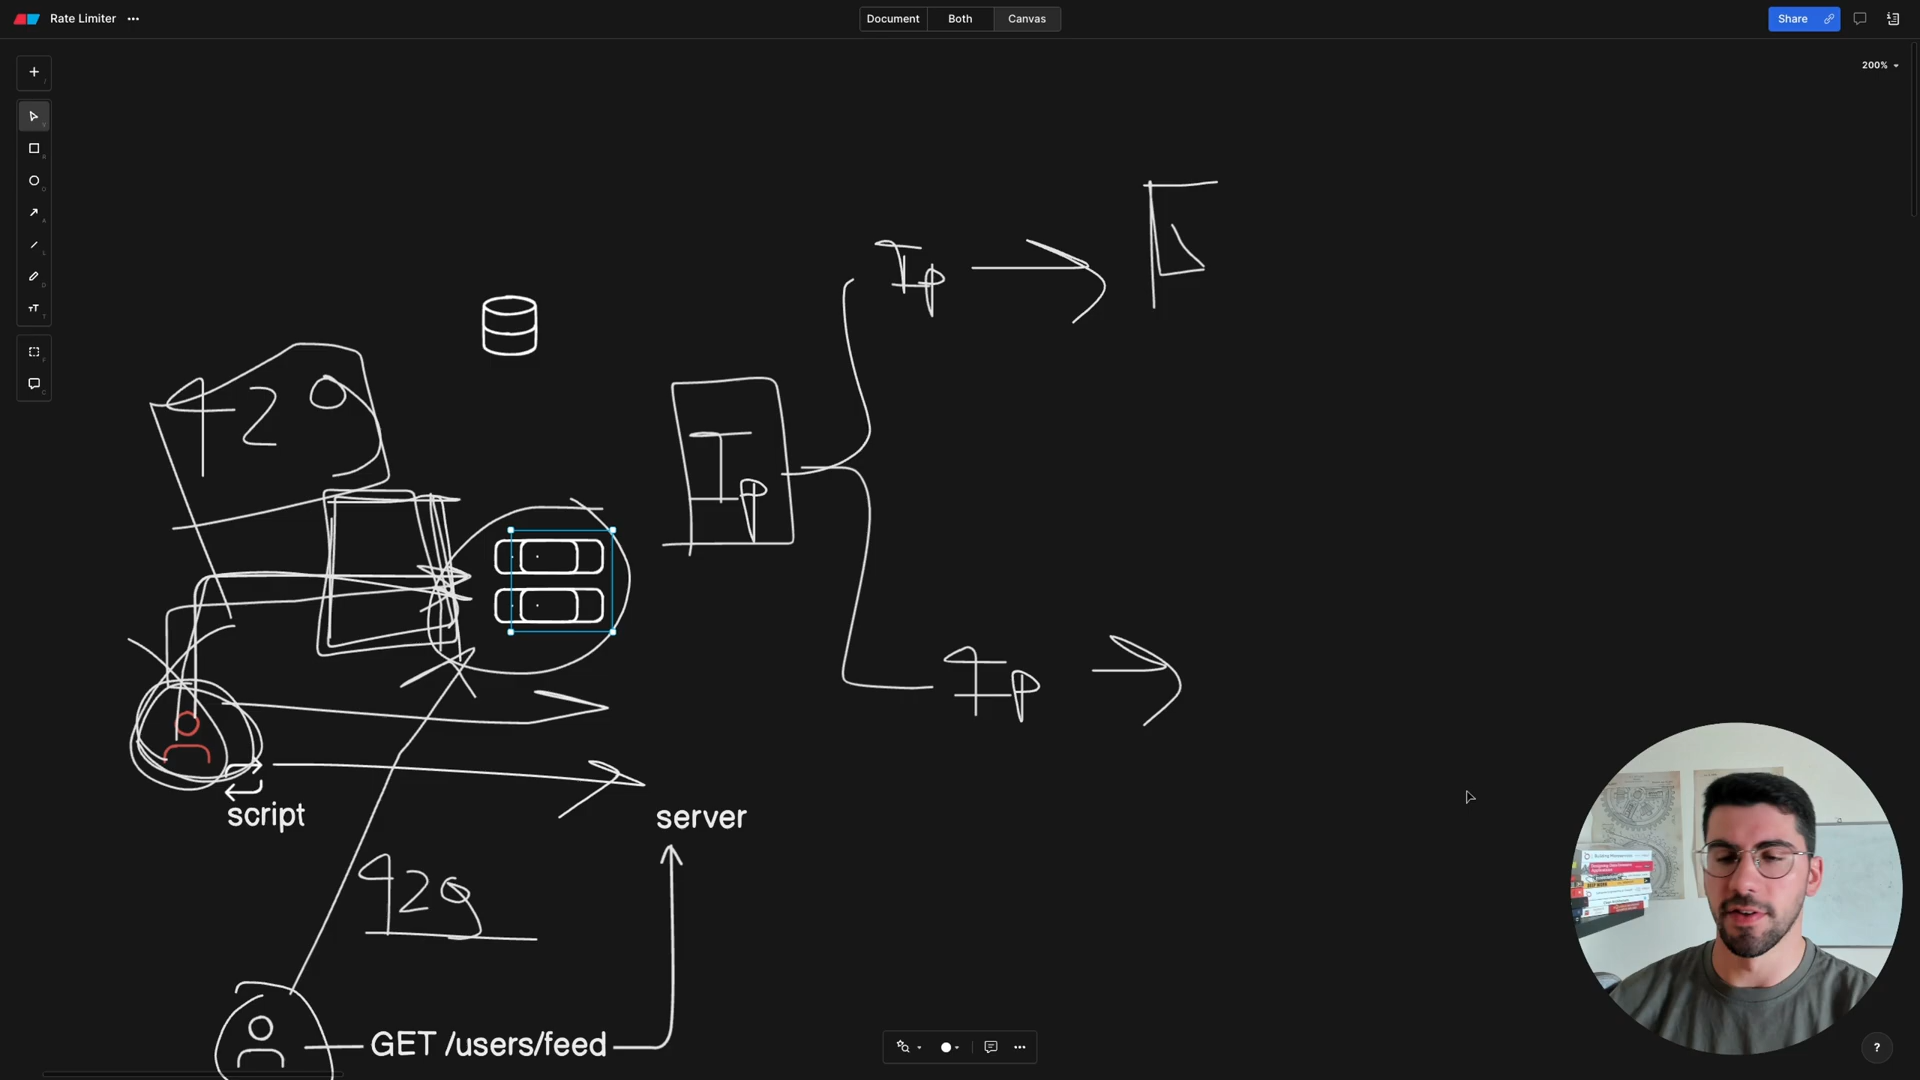 Rate Limiter
Document
Both
Canvas
Share
200%
Ip
429
Ip
Ip
script
server
429
GET /users/feed
?